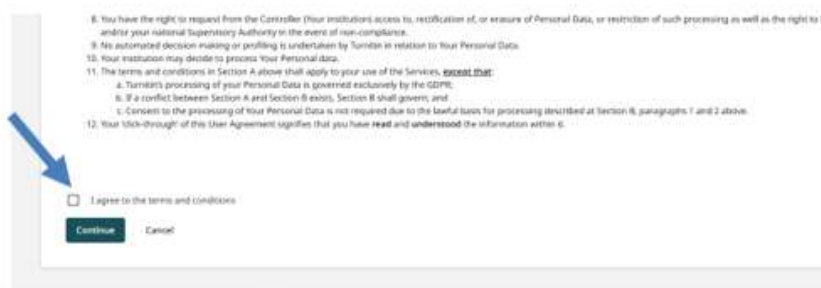 8. You have the right to request from the Controller (Your institution) access to, rectification of, or erasure of Personal Data, or restriction of such processing as well as the right to
and/or your national Supervisory Authority in the event of non-compliance.
9. No automated decision making or profiling is undertaken by Turnitin in relation to Your Personal Data.
10. Your institution may decide to process Your Personal data.
11. The terms and conditions in Section A above shall apply to your use of the Services, except that:
a. Turnitin's processing of your Personal Data is governed exclusively by the GDPR;
b. If a conflict between Section A and Section B exists, Section B shall govern; and
c. Consent to the processing of Your Personal Data is not required due to the lawful basis for processing described at Section B, paragraphs 1 and 2 above.
12. Your 'click-through' of this User Agreement signifies that you have read and understood the information within it.
I agree to the terms and conditions
Continue Cancel